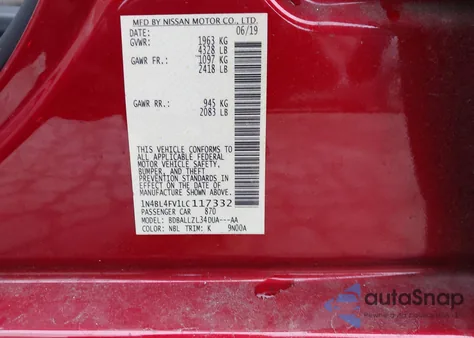 MFD BY NISSAN MOTOR CO., LTD.
DATE: 06/19
GVWR: 1963 KG
4328 LB
GAWR FR.: 1097 KG
2418 LB
GAWR RR.: 945 KG
2083 LB
THIS VEHICLE CONFORMS TO
ALL APPLICABLE FEDERAL
MOTOR VEHICLE SAFETY,
BUMPER, AND THEFT
PREVENTION STANDARDS IN
EFFECT ON THE DATE OF
MANUFACTURE SHOWN ABOVE.
1N4BL4FV1LC117332
PASSENGER CAR 870
MODEL: BDBALLZL34DUA---AA
COLOR: NBL TRIM: K 9N00A
autoSnap